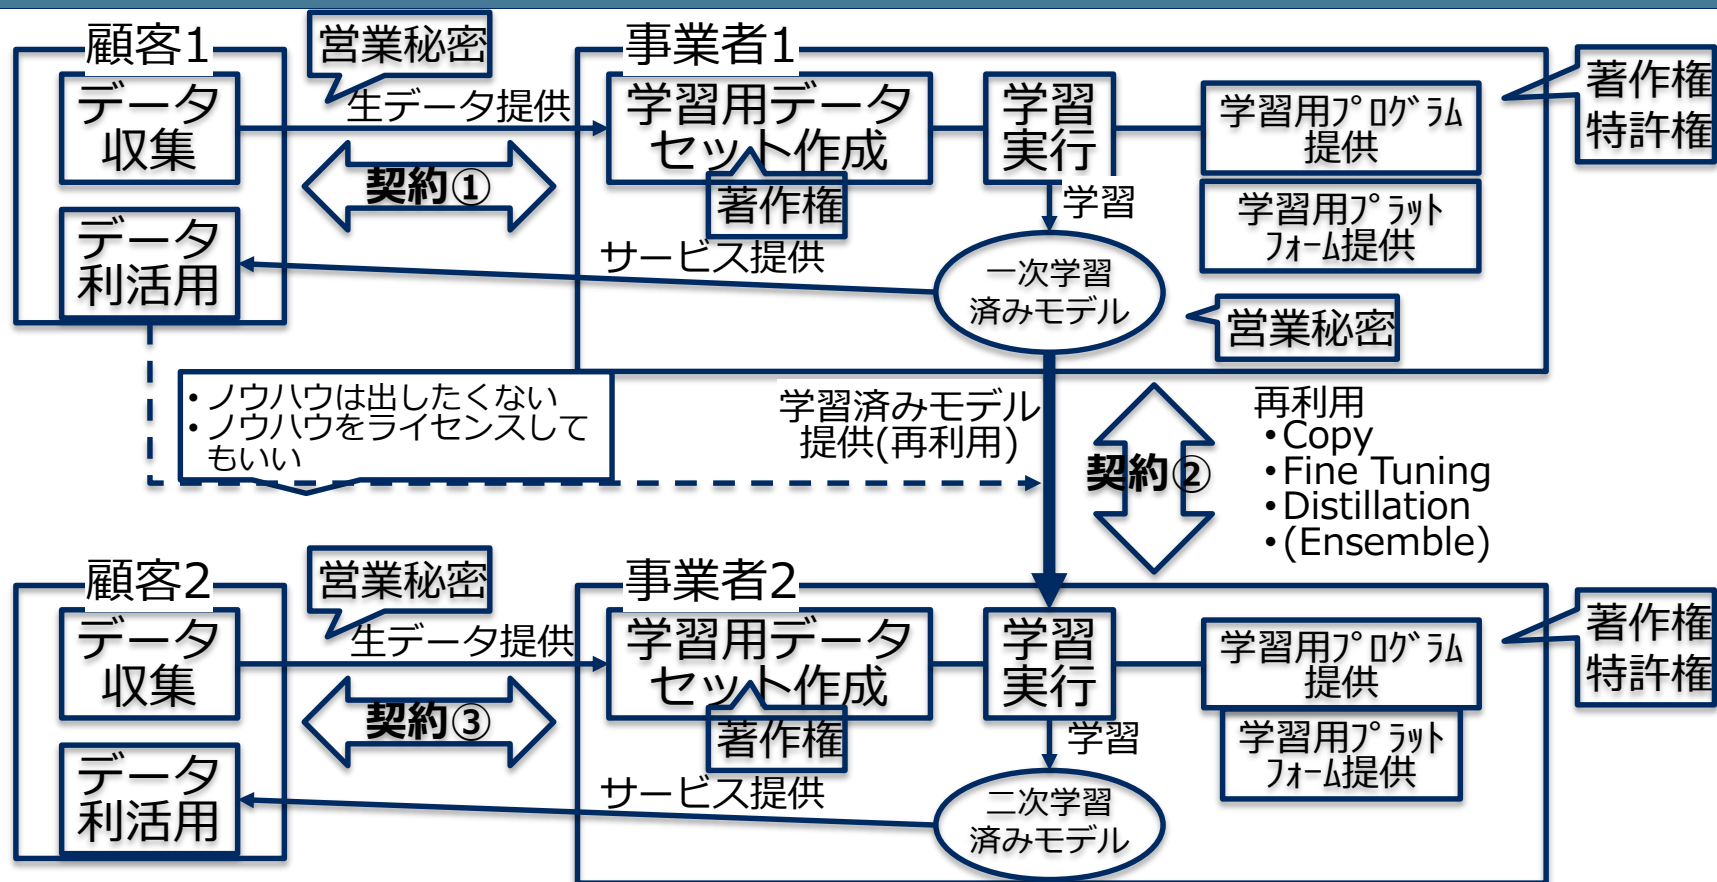 顧客1
営業秘密
事業者1
著作権
特許権
データ
収集
生データ提供
学習用データ
セット作成
学習
実行
学習用ﾌﾟﾛｸﾞﾗﾑ
提供
契約①
著作権
学習
学習用ﾌﾟﾗｯﾄ
ﾌｫｰﾑ提供
データ
利活用
サービス提供
一次学習
済みモデル
営業秘密
・ノウハウは出したくない
・ノウハウをライセンスして
もいい
学習済みモデル
提供(再利用)
契約②
再利用
•Copy
•Fine Tuning
•Distillation
•(Ensemble)
顧客2
営業秘密
事業者2
著作権
特許権
データ
収集
生データ提供
学習用データ
セット作成
学習
実行
学習用ﾌﾟﾛｸﾞﾗﾑ
提供
契約③
著作権
学習
学習用ﾌﾟﾗｯﾄ
ﾌｫｰﾑ提供
データ
利活用
サービス提供
二次学習
済みモデル